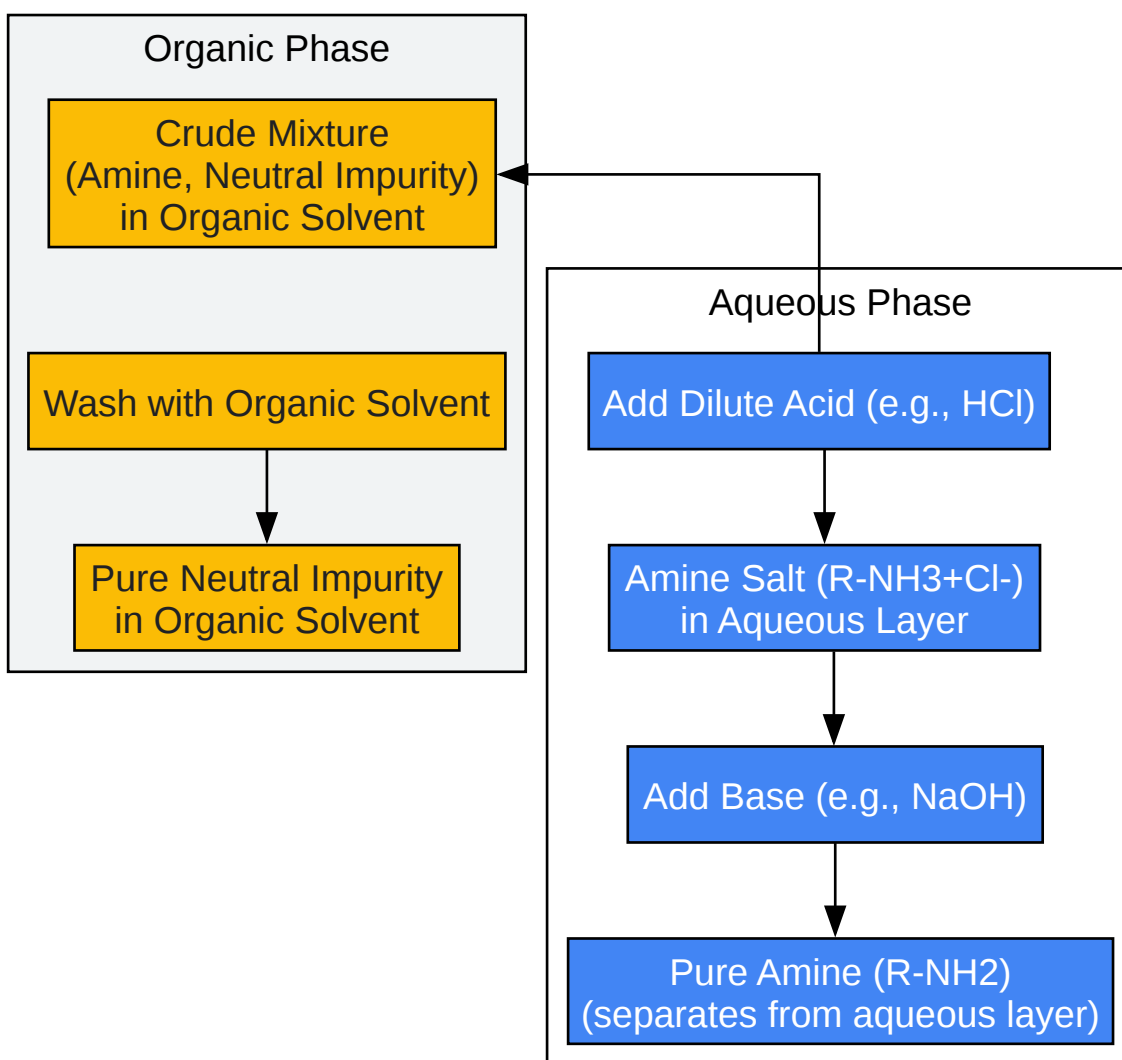 Organic Phase
Crude Mixture
(Amine, Neutral Impurity)
in Organic Solvent
Wash with Organic Solvent
Pure Neutral Impurity
in Organic Solvent
Aqueous Phase
Add Dilute Acid (e.g., HCl)
Amine Salt (R-NH3+Cl-)
in Aqueous Layer
Add Base (e.g., NaOH)
Pure Amine (R-NH2)
(separates from aqueous layer)